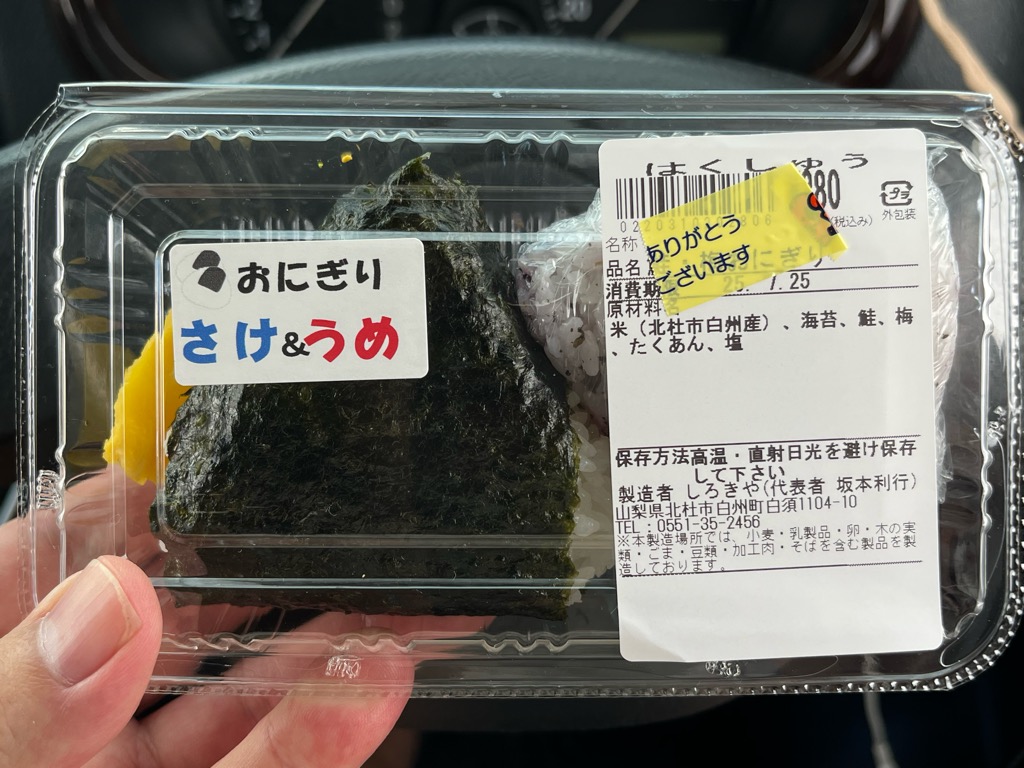 おにぎり
さけ&うめ
はくしゅう
380
(税込み)
プラ
外包装
ありがとう
ございます
名称
品名
にぎり
消費期
25. 7.25
原材料名
米（北杜市白州産）、海苔、鮭、梅
、たくあん、塩
保存方法高温・直射日光を避け保存
して下さい
製造者 しろきや(代表者 坂本利行)
山梨県北杜市白州町白須1104-10
TEL：0551-35-2456
※本製造場所では、小麦・乳製品・卵・木の実
類・ごま・豆類・加工肉・そばを含む製品を製
造しております。